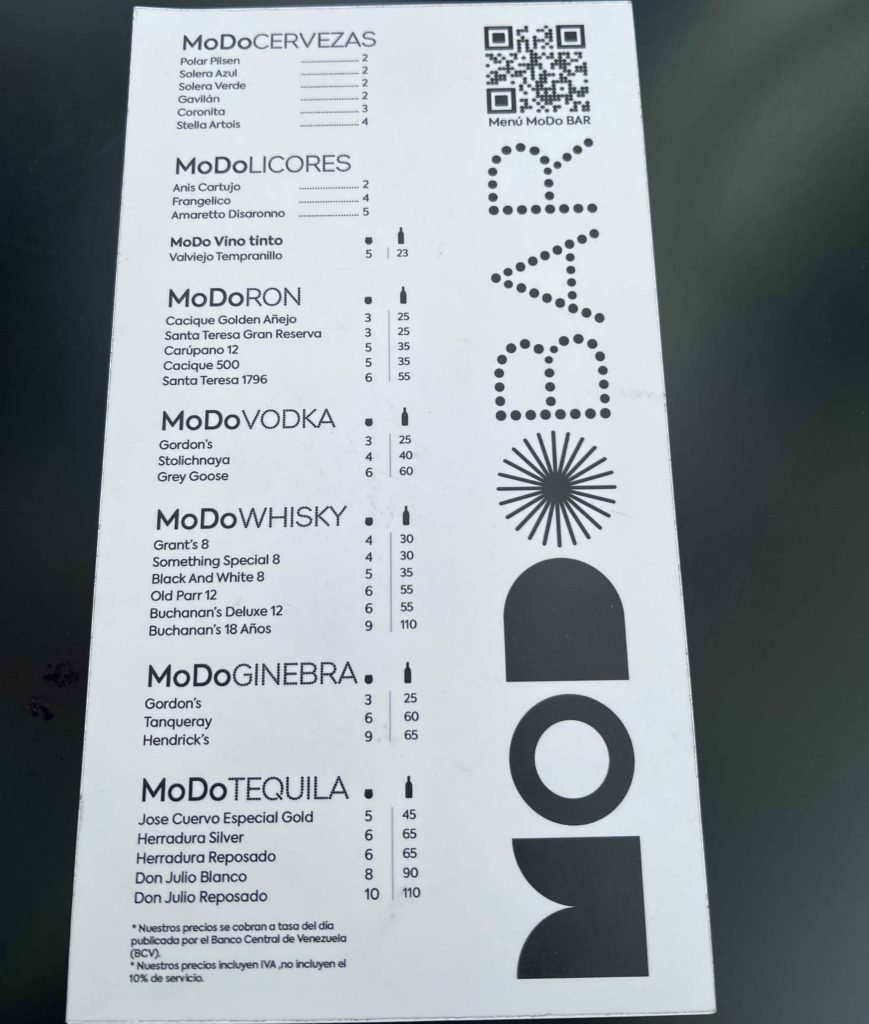 MoDoCERVEZAS
Polar Pilsen .................... 2
Solera Azul .................... 2
Solera Verde .................... 2
Gavilán .................... 2
Coronita .................... 3
Stella Artois .................... 4
MoDoLICORES
Anis Cartujo .................... 2
Frangelico .................... 4
Amaretto Disaronno .................... 5
MoDo Vino tinto
Valviejo Tempranillo 5 | 23
MoDoRON
Cacique Golden Añejo 3 | 25
Santa Teresa Gran Reserva 3 | 25
Carúpano 12 5 | 35
Cacique 500 5 | 35
Santa Teresa 1796 6 | 55
MoDoVODKA
Gordon's 3 | 25
Stolichnaya 4 | 40
Grey Goose 6 | 60
MoDoWHISKY
Grant's 8 4 | 30
Something Special 8 4 | 30
Black And White 8 5 | 35
Old Parr 12 6 | 55
Buchanan's Deluxe 12 6 | 55
Buchanan's 18 Años 9 | 110
MoDoGINEBRA
Gordon's 3 | 25
Tanqueray 6 | 60
Hendrick's 9 | 65
MoDoTEQUILA
Jose Cuervo Especial Gold 5 | 45
Herradura Silver 6 | 65
Herradura Reposado 6 | 65
Don Julio Blanco 8 | 90
Don Julio Reposado 10 | 110
* Nuestros precios se cobran a tasa del día
publicada por el Banco Central de Venezuela
(BCV).
* Nuestros precios incluyen IVA ,no incluyen el
10% de servicio.
Menú MoDo BAR
MODO BAR